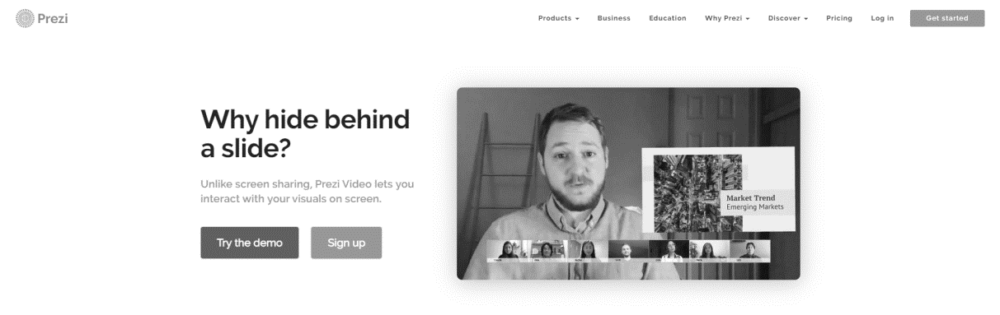 Prezi
Products
Business
Education
Why Prezi
Discover
Pricing
Log in
Get started
Why hide behind
a slide?
Unlike screen sharing, Prezi Video lets you
interact with your visuals on screen.
Try the demo
Sign up
Market Trend
Emerging Markets